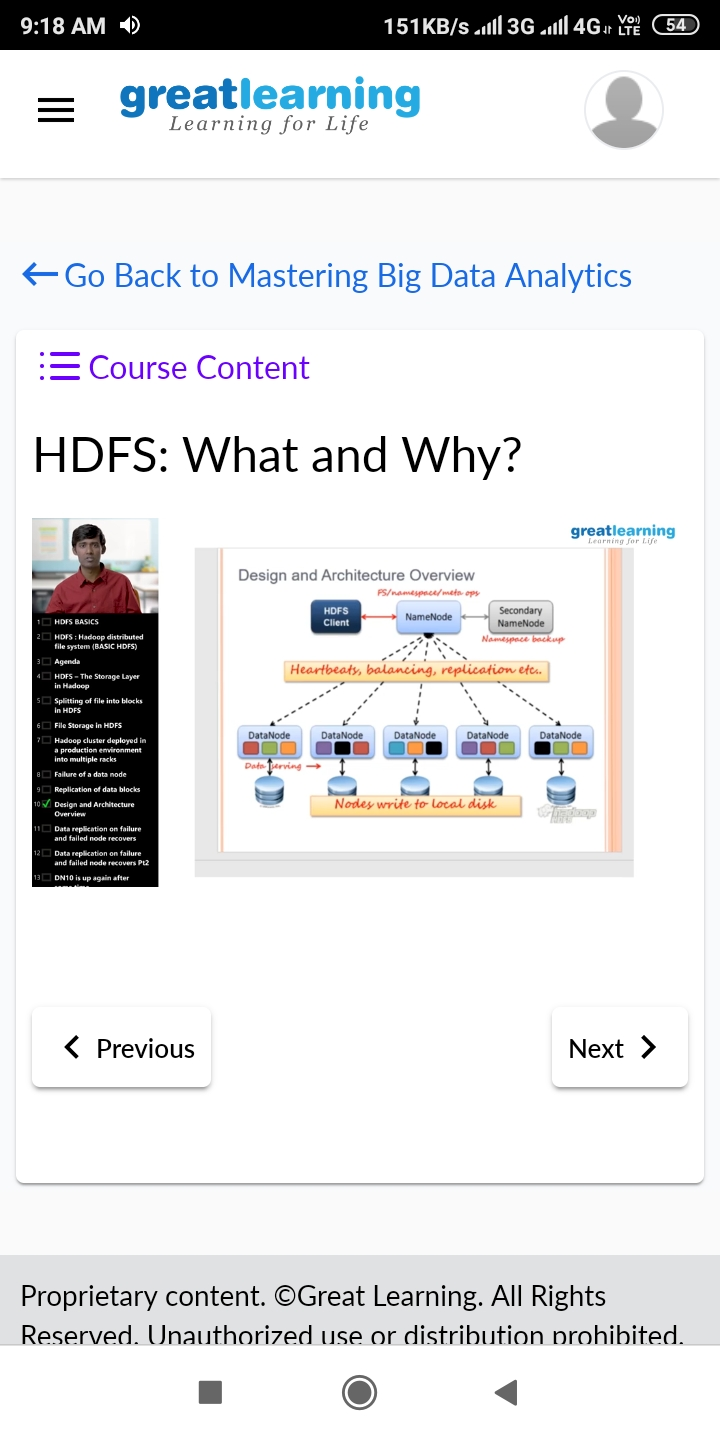 9:18 AM 151KB/s 3G 4G Vo) LTE 54
greatlearning
Learning for Life
Go Back to Mastering Big Data Analytics
Course Content
HDFS: What and Why?
1 HDFS BASICS
2 HDFS : Hadoop distributed
file system (BASIC HDFS)
3 Agenda
4 HDFS – The Storage Layer
in Hadoop
5 Splitting of file into blocks
in HDFS
6 File Storage in HDFS
7 Hadoop cluster deployed in
a production environment
into multiple racks
8 Failure of a data node
9 Replication of data blocks
10 Design and Architecture
Overview
11 Data replication on failure
and failed node recovers
12 Data replication on failure
and failed node recovers Pt2
13 DN10 is up again after
greatlearning
Learning for Life
Design and Architecture Overview
FS/namespace/meta ops
HDFS
Client
NameNode
Secondary
NameNode
Namespace backup
Heartbeats, balancing, replication etc..
DataNode DataNode DataNode DataNode DataNode
Data serving
Nodes write to local disk
Previous
Next
Proprietary content. ©Great Learning. All Rights
Reserved. Unauthorized use or distribution prohibited.